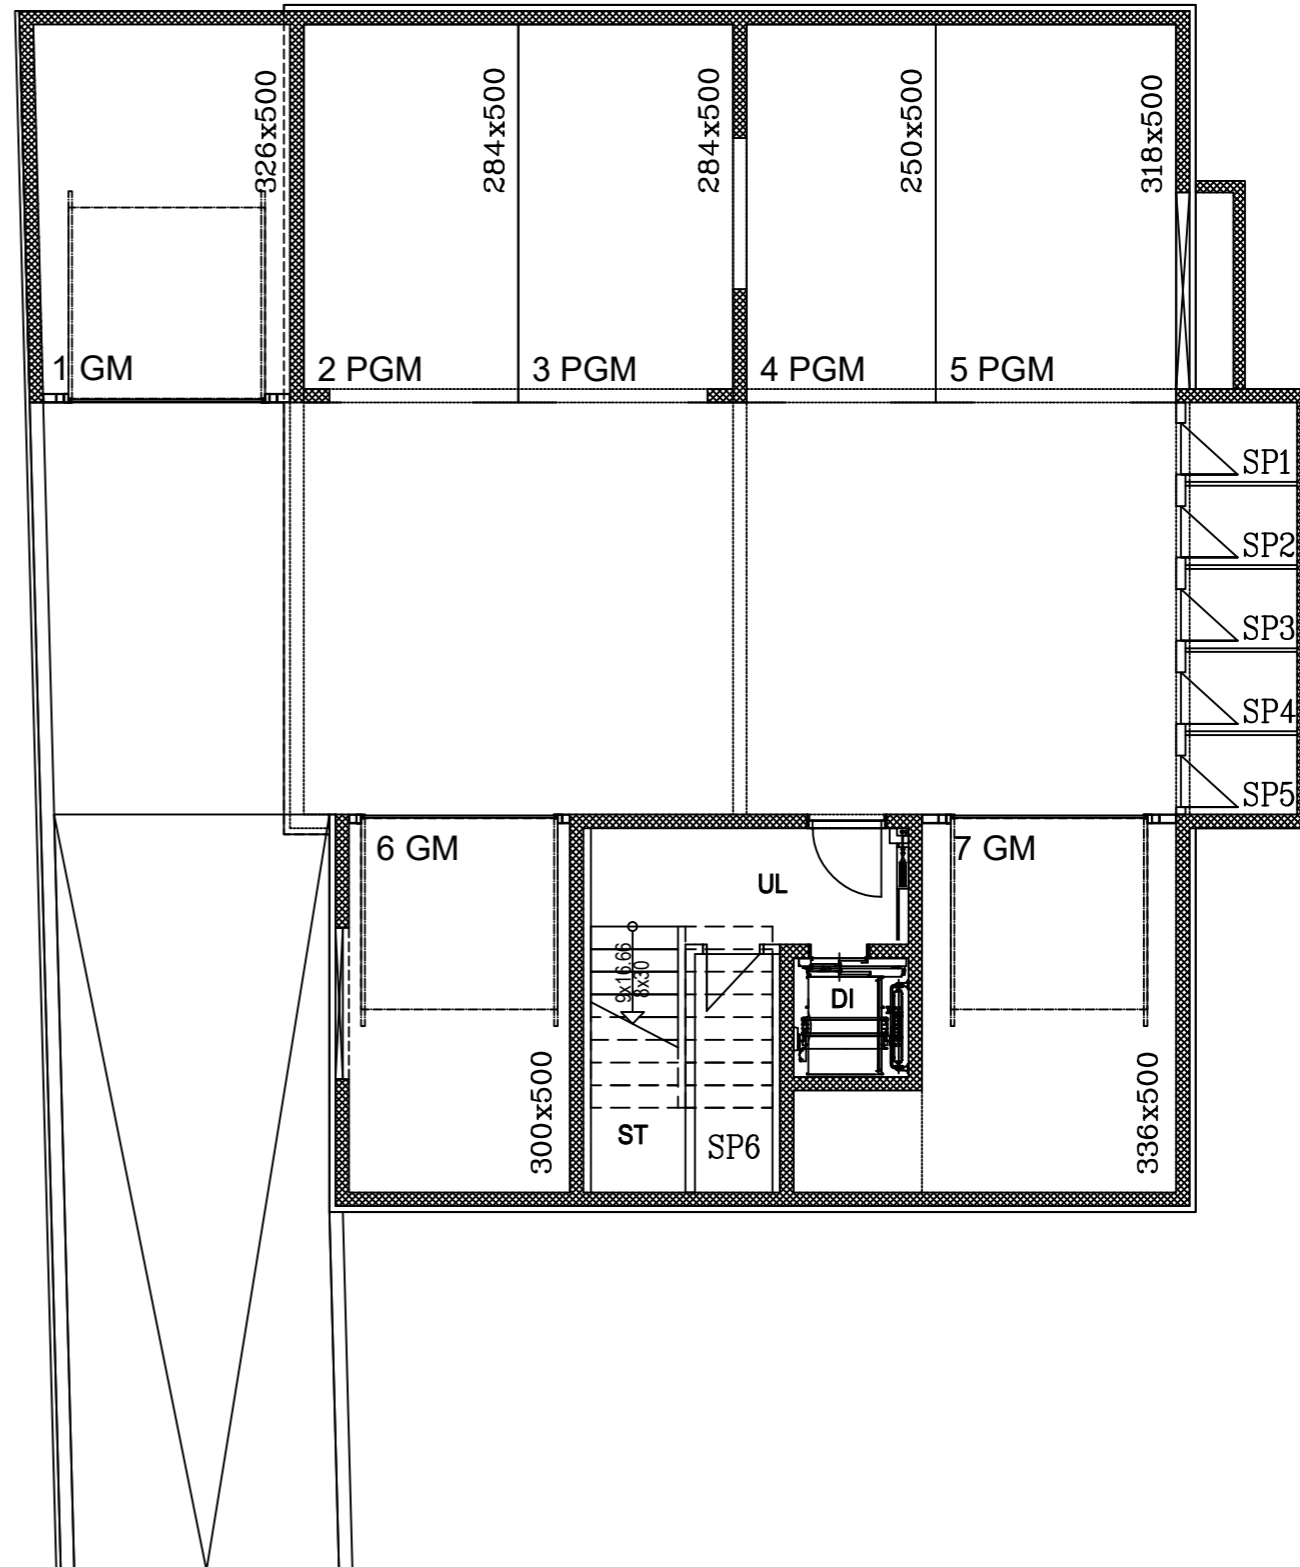 326x500
284x500
284x500
250x500
318x500
1 GM
2 PGM
3 PGM
4 PGM
5 PGM
SP1
SP2
SP3
SP4
SP5
6 GM
UL
7 GM
9x16.66
8x30
DI
300x500
ST
SP6
336x500